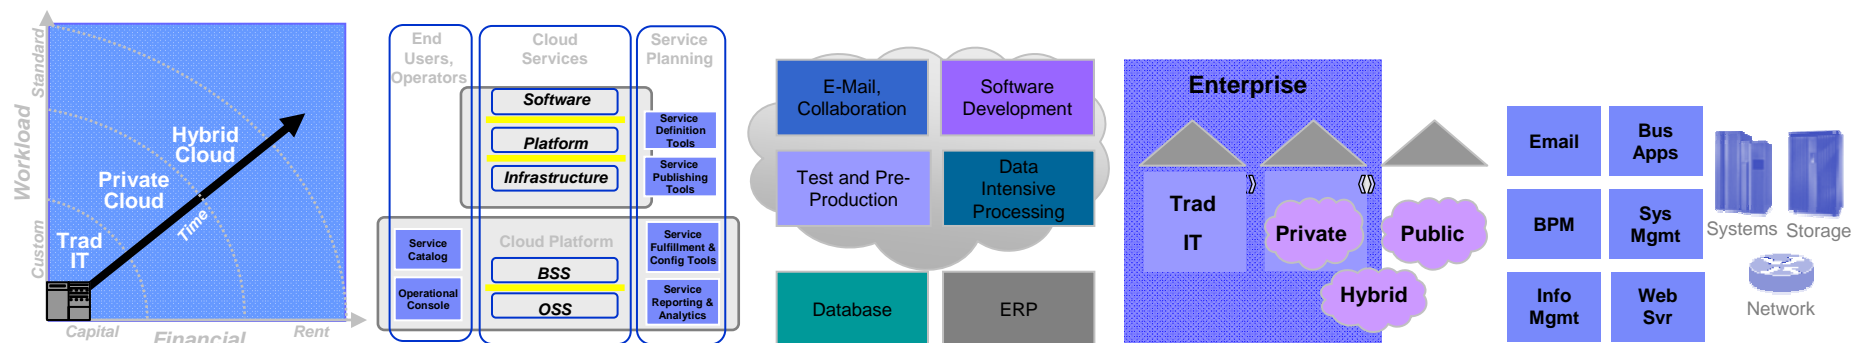 Workload
Standard
Custom
Hybrid
Cloud
Private
Cloud
Time
Trad
IT
Capital
Financial
Rent
End
Users,
Operators
Cloud
Services
Service
Planning
Software
Platform
Infrastructure
Service
Definition
Tools
Service
Publishing
Tools
Service
Catalog
Operational
Console
Cloud Platform
BSS
OSS
Service
Fulfillment &
Config Tools
Service
Reporting &
Analytics
E-Mail,
Collaboration
Software
Development
Test and Pre-
Production
Data
Intensive
Processing
Database
ERP
Enterprise
Trad
IT
Private
Public
Hybrid
Email
Bus
Apps
BPM
Sys
Mgmt
Info
Mgmt
Web
Svr
Systems
Storage
Network